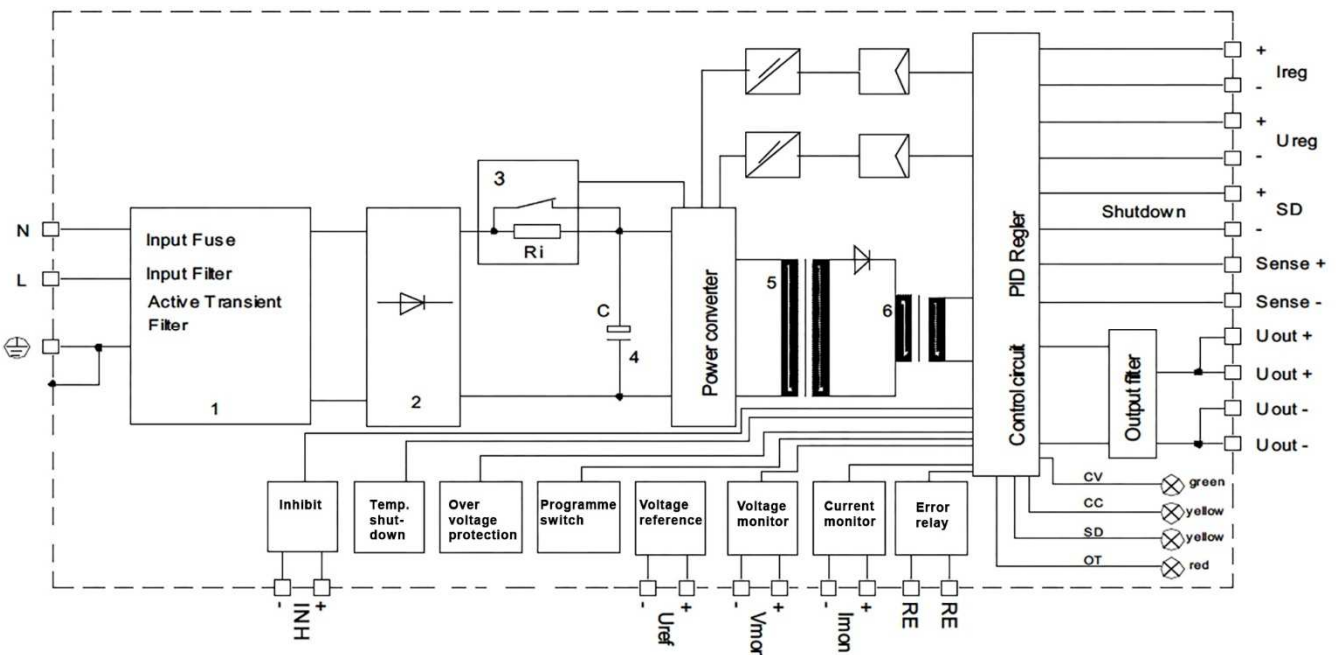 +
Ireg
-
+
Ureg
-
+
Shutdown
SD
-
Sense +
Sense -
Uout +
Uout +
Uout -
Uout -
N
L
Input Fuse
Input Filter
Active Transient
Filter
1
2
3
Ri
C
4
Power converter
5
6
PID Regler
Control circuit
Output filter
CV
green
CC
yellow
SD
yellow
OT
red
Inhibit
Temp.
shut-
down
Over
voltage
protection
Programme
switch
Voltage
reference
Voltage
monitor
Current
monitor
Error
relay
- +
INH
- +
Uref
- +
Vmon
- +
Imon
RE
RE